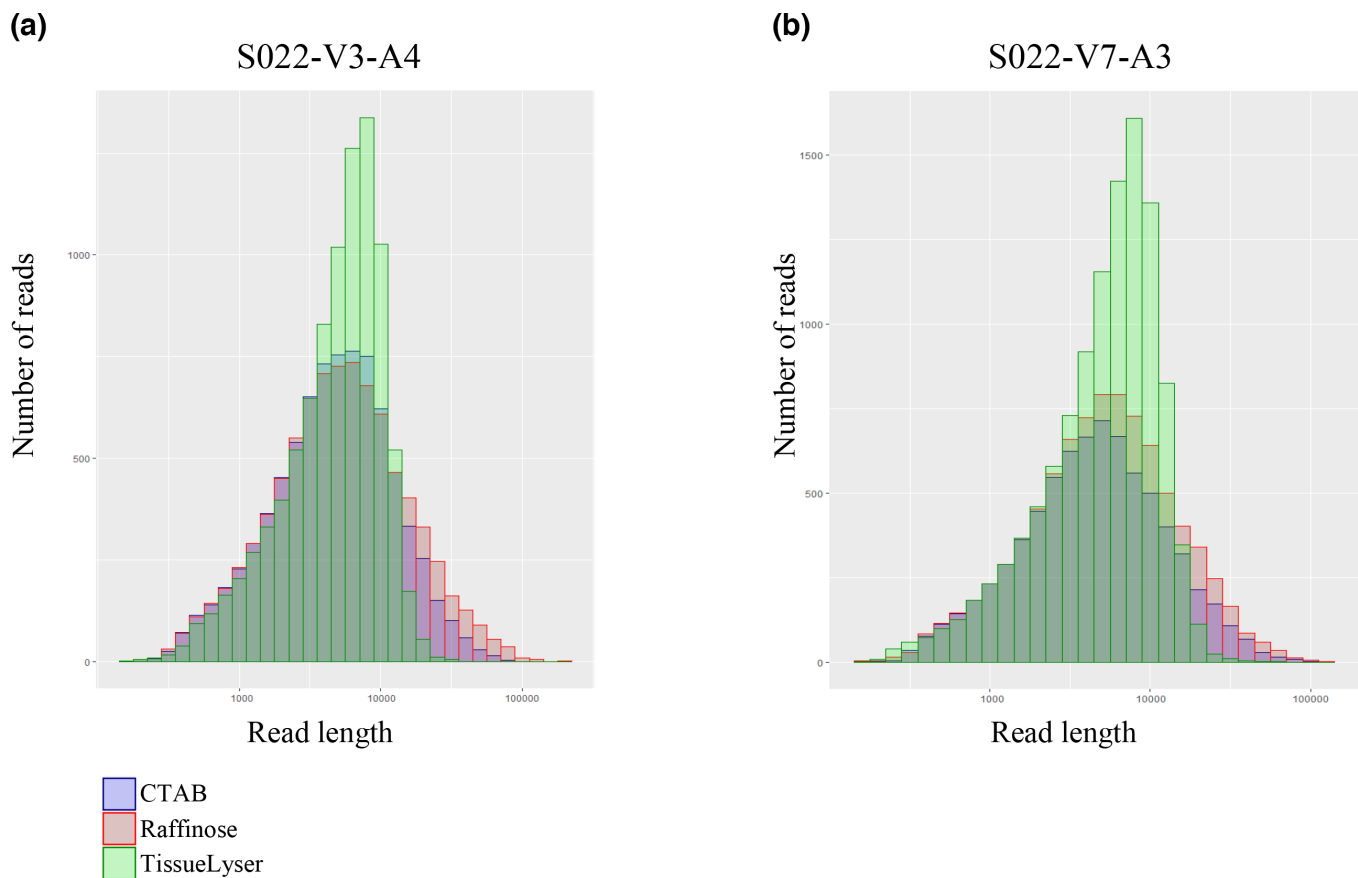 (a)
S022-V3-A4
Number of reads
1000
500
0
1000 10000 100000
Read length
(b)
S022-V7-A3
Number of reads
1500
1000
500
0
1000 10000 100000
Read length
CTAB
Raffinose
TissueLyser